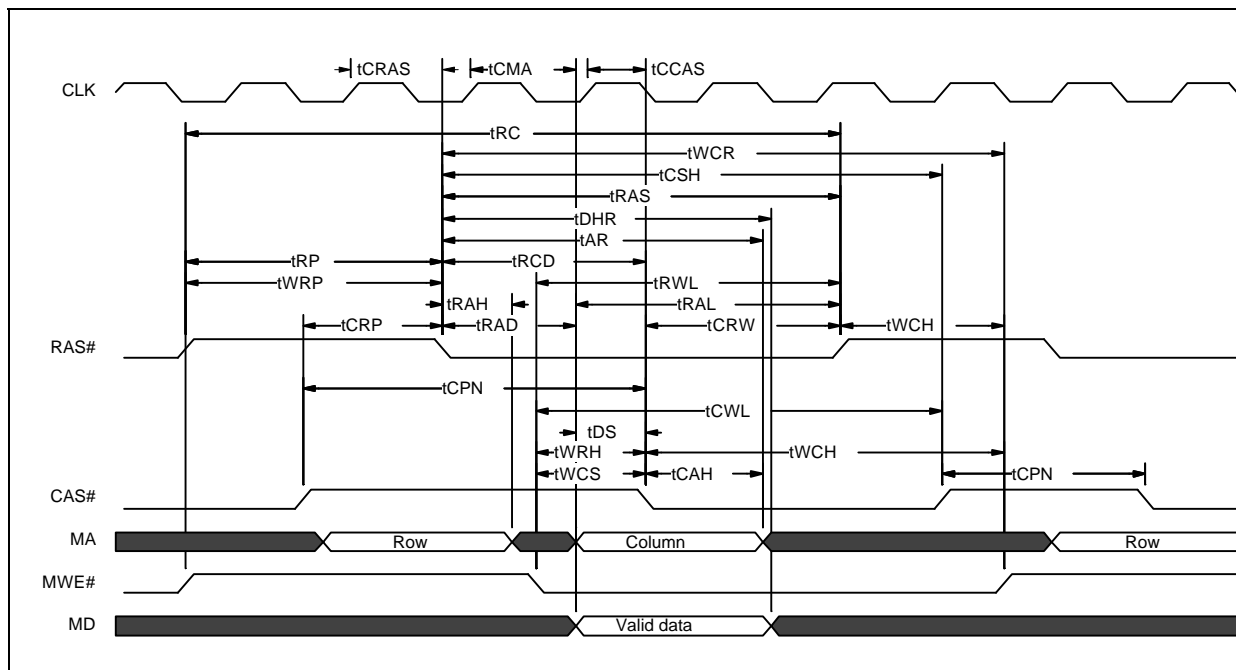 tCRAS tCMA tCCAS
CLK
tRC
tWCR
tCSH
tRAS
tDHR
tAR
tRP tRCD
tWRP tRWL
tRAH tRAL
tCRP tRAD tCRW tWCH
RAS#
tCPN
tCWL
tDS
tWRH tWCH
tWCS tCAH tCPN
CAS#
MA Row Column Row
MWE#
MD Valid data